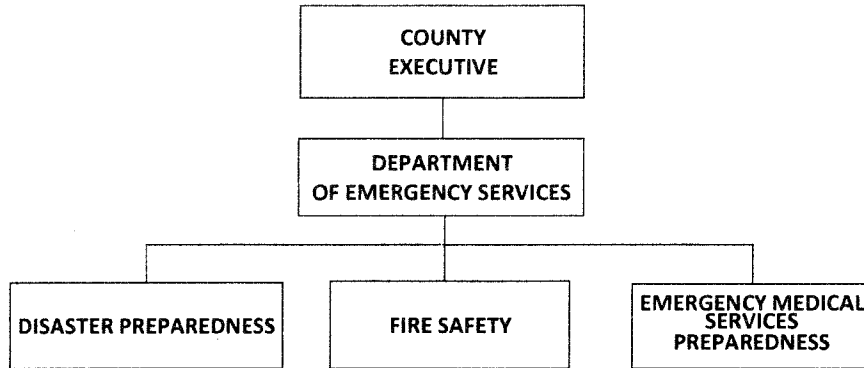 COUNTY
EXECUTIVE
DEPARTMENT
OF EMERGENCY SERVICES
DISASTER PREPAREDNESS
FIRE SAFETY
EMERGENCY MEDICAL
SERVICES
PREPAREDNESS